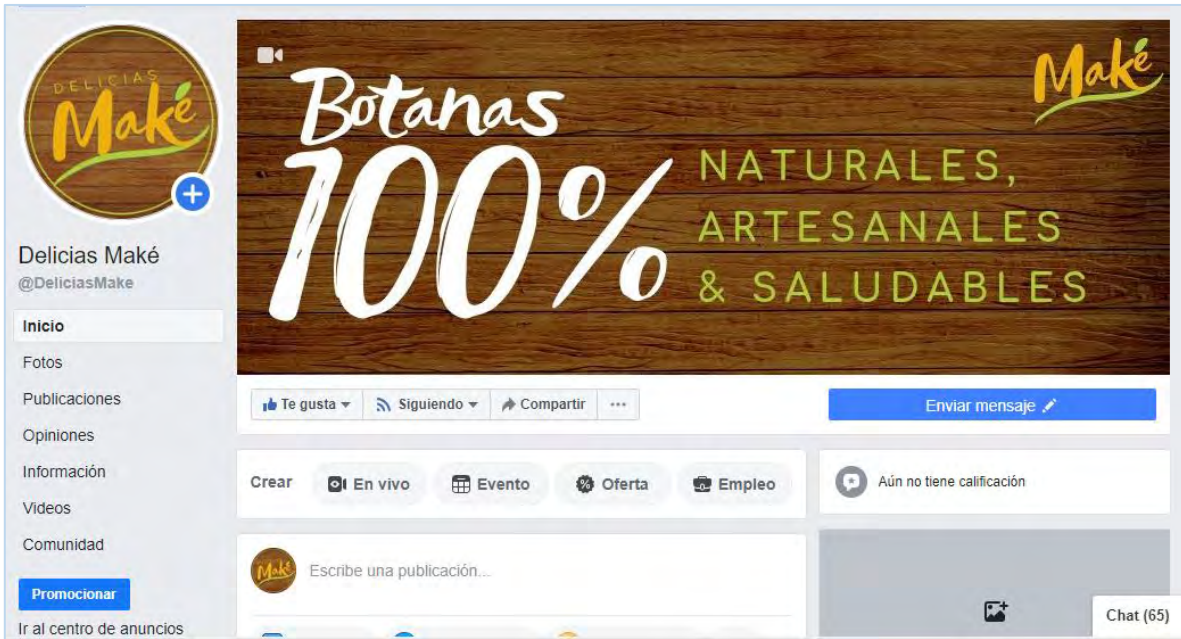 DELICIAS
Maké
Delicias Maké
@DeliciasMake
Inicio
Fotos
Publicaciones
Opiniones
Información
Videos
Comunidad
Promocionar
Ir al centro de anuncios
Maké
Botanas
100%
NATURALES,
ARTESANALES
& SALUDABLES
Te gusta Siguiendo Compartir ...
Enviar mensaje
Crear En vivo Evento Oferta Empleo
Aún no tiene calificación
Maké
Escribe una publicación...
Chat (65)